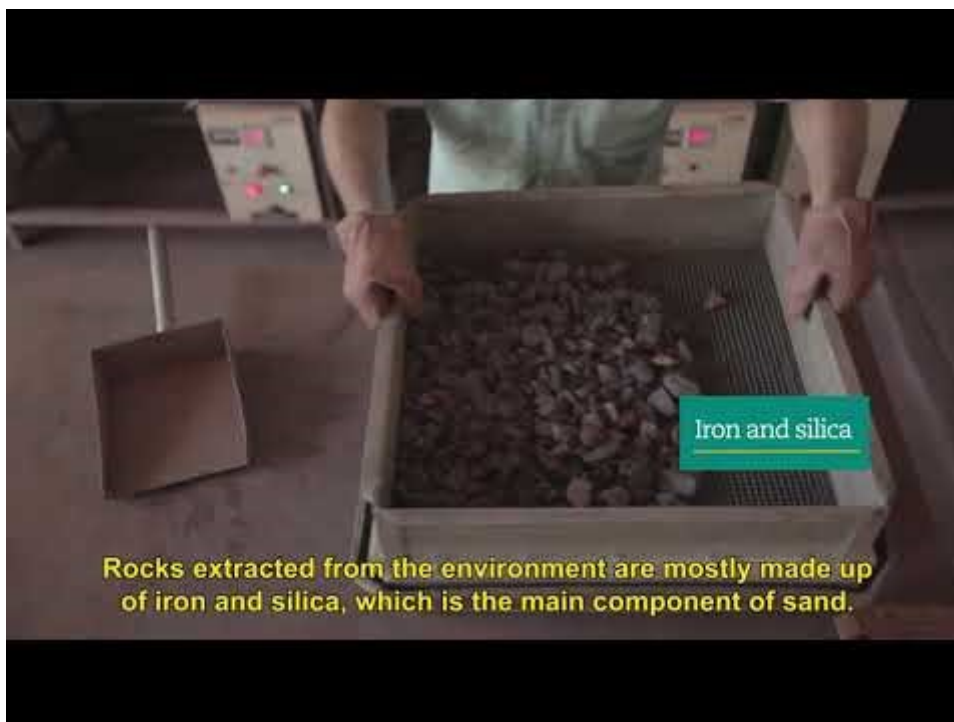 Iron and silica
Rocks extracted from the environment are mostly made up
of iron and silica, which is the main component of sand.